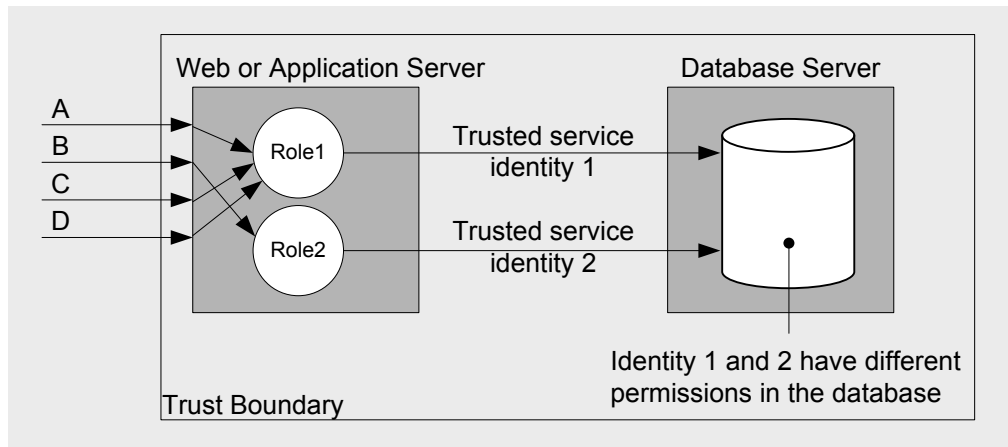 Web or Application Server
Database Server
A
B
C
D
Role1
Role2
Trusted service
identity 1
Trusted service
identity 2
Identity 1 and 2 have different
permissions in the database
Trust Boundary